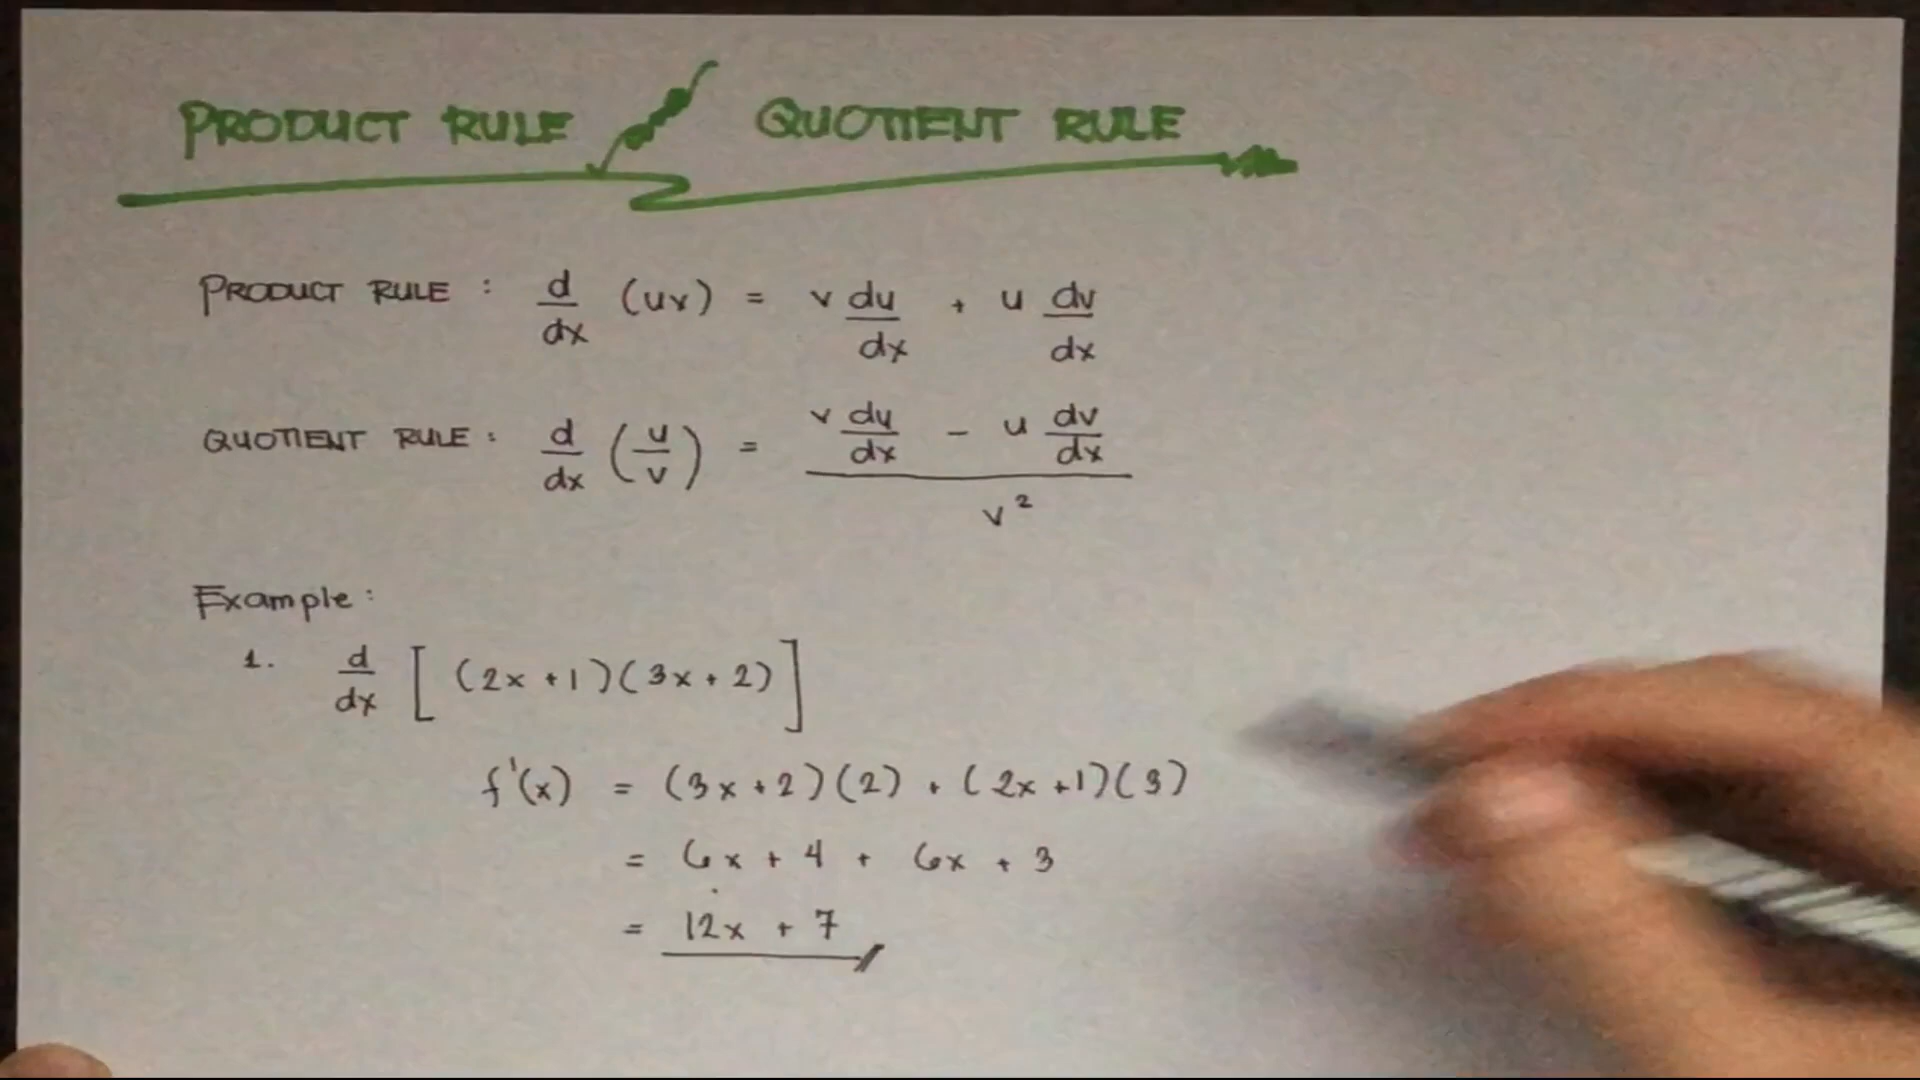 PRODUCT RULE / QUOTIENT RULE
PRODUCT RULE : d/dx (uv) = v du/dx + u dv/dx
QUOTIENT RULE : d/dx (u/v) = (v du/dx - u dv/dx) / v²
Example :
1. d/dx [(2x + 1)(3x + 2)]
f'(x) = (3x + 2)(2) + (2x + 1)(3)
= 6x + 4 + 6x + 3
= 12x + 7